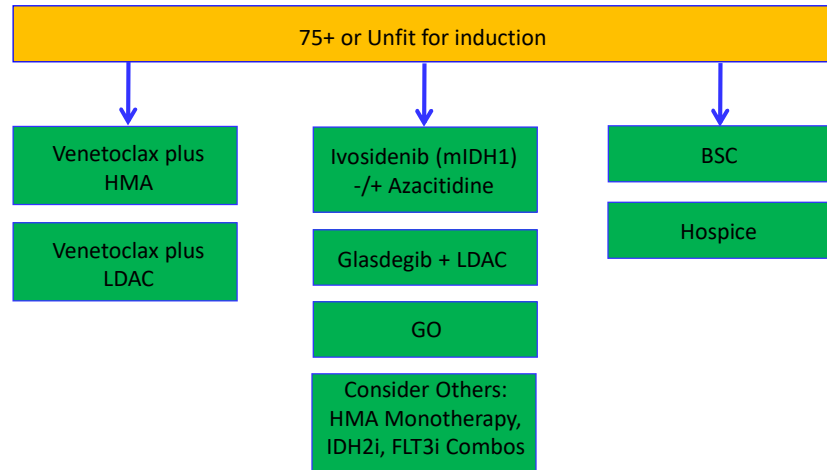 75+ or Unfit for induction
Venetoclax plus
HMA
Venetoclax plus
LDAC
Ivosidenib (mIDH1)
-/+ Azacitidine
Glasdegib + LDAC
GO
Consider Others:
HMA Monotherapy,
IDH2i, FLT3i Combos
BSC
Hospice